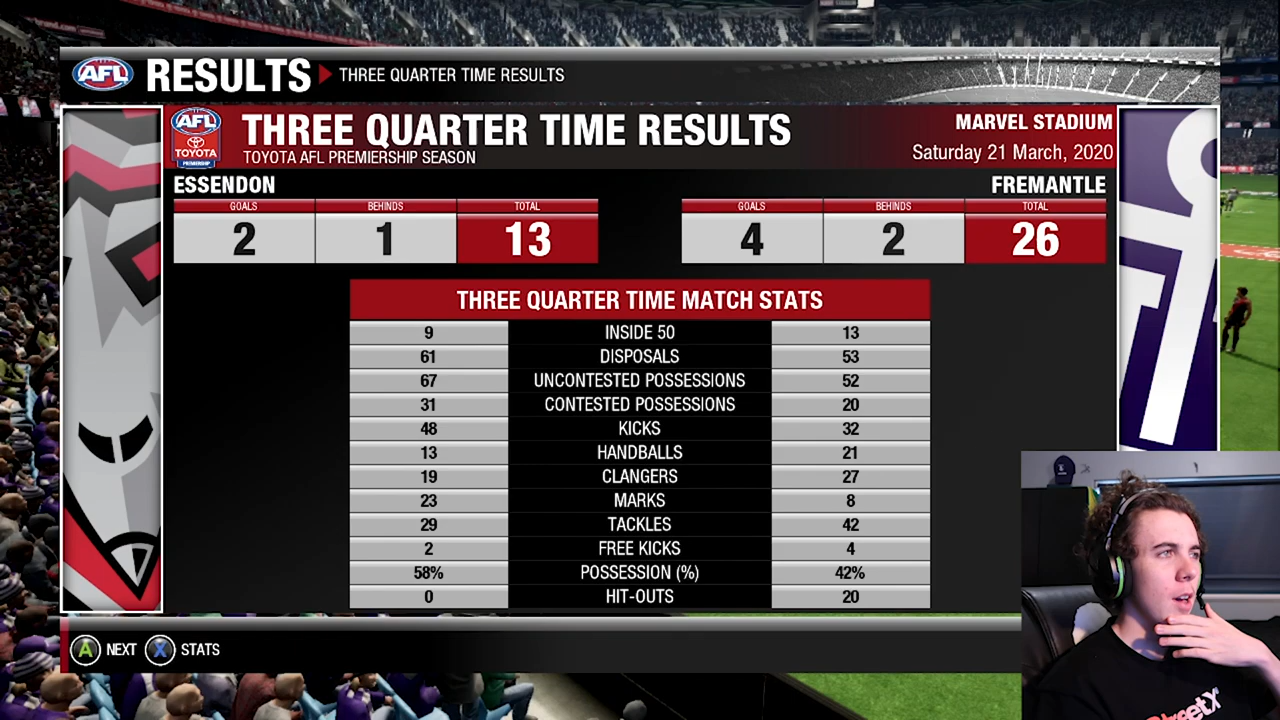 AFL RESULTS THREE QUARTER TIME RESULTS
AFL
TOYOTA
PREMIERSHIP
THREE QUARTER TIME RESULTS
TOYOTA AFL PREMIERSHIP SEASON
MARVEL STADIUM
Saturday 21 March, 2020
ESSENDON
FREMANTLE
GOALS BEHINDS TOTAL GOALS BEHINDS TOTAL
2 1 13 4 2 26
THREE QUARTER TIME MATCH STATS
9 INSIDE 50 13
61 DISPOSALS 53
67 UNCONTESTED POSSESSIONS 52
31 CONTESTED POSSESSIONS 20
48 KICKS 32
13 HANDBALLS 21
19 CLANGERS 27
23 MARKS 8
29 TACKLES 42
2 FREE KICKS 4
58% POSSESSION (%) 42%
0 HIT-OUTS 20
A NEXT X STATS